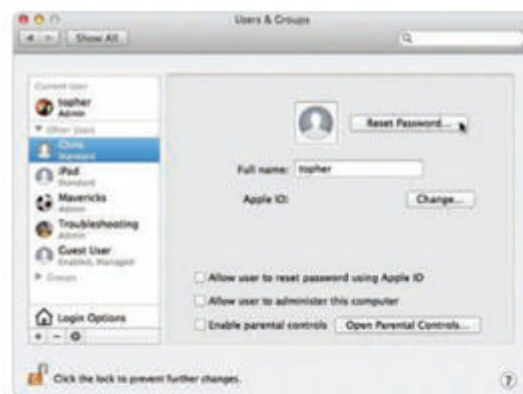 Users & Groups
Show All
Current User
topher
Admin
Other Users
Chris
Standard
iPad
Standard
Mavericks
Admin
Troubleshooting
Admin
Guest User
Enabled, Managed
Groups
Login Options
+ -
Reset Password...
Full name: topher
Apple ID: Change...
Allow user to reset password using Apple ID
Allow user to administer this computer
Enable parental controls Open Parental Controls...
Click the lock to prevent further changes. ?